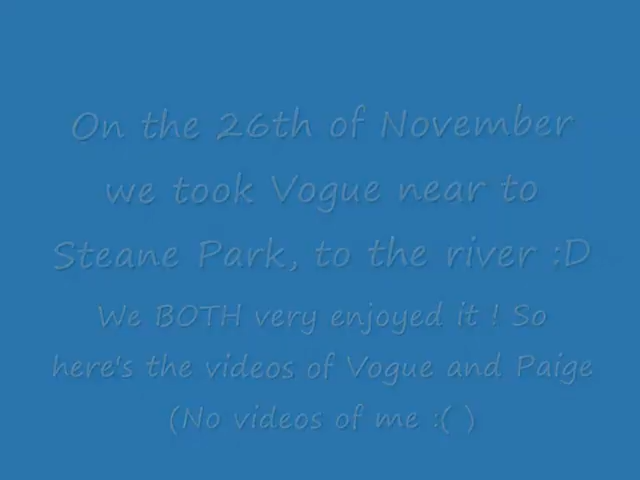 On the 26th of November
we took Vogue near to
Steane Park, to the river :D
We BOTH very enjoyed it ! So
here's the videos of Vogue and Paige
(No videos of me :( )